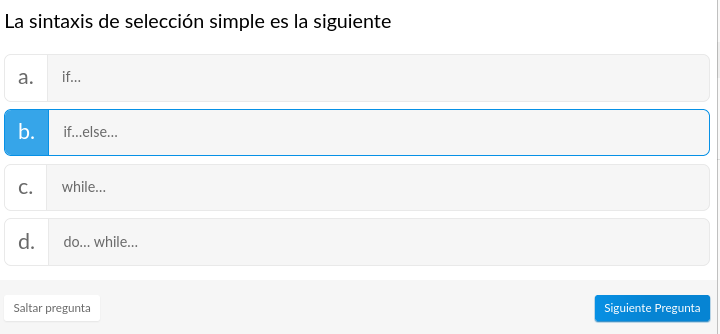 La sintaxis de selección simple es la siguiente
a. if...
b. if...else...
c. while...
d. do... while...
Saltar pregunta
Siguiente Pregunta